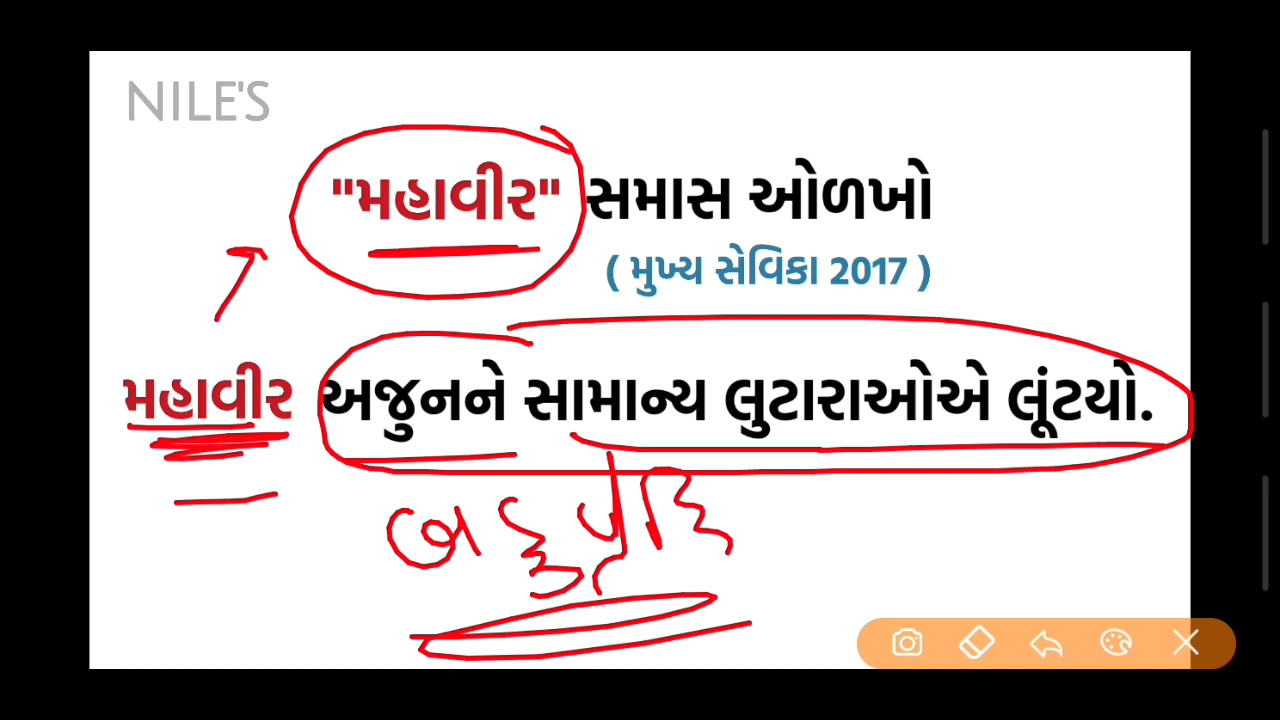 NILE'S
"મહાવીર" સમાસ ઓળખો
( મુખ્ય સેવિકા 2017 )
મહાવીર અજુનને સામાન્ય લુટારાઓએ લૂંટયો.
બહુવ્રીહિ